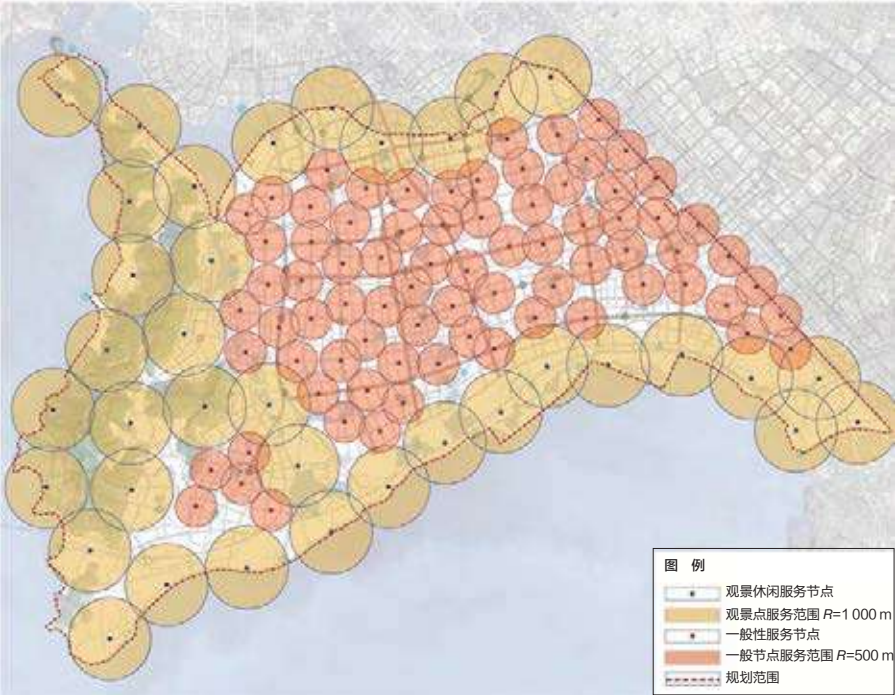 图 例
观景休闲服务节点
观景点服务范围 R=1 000 m
一般性服务节点
一般节点服务范围 R=500 m
规划范围